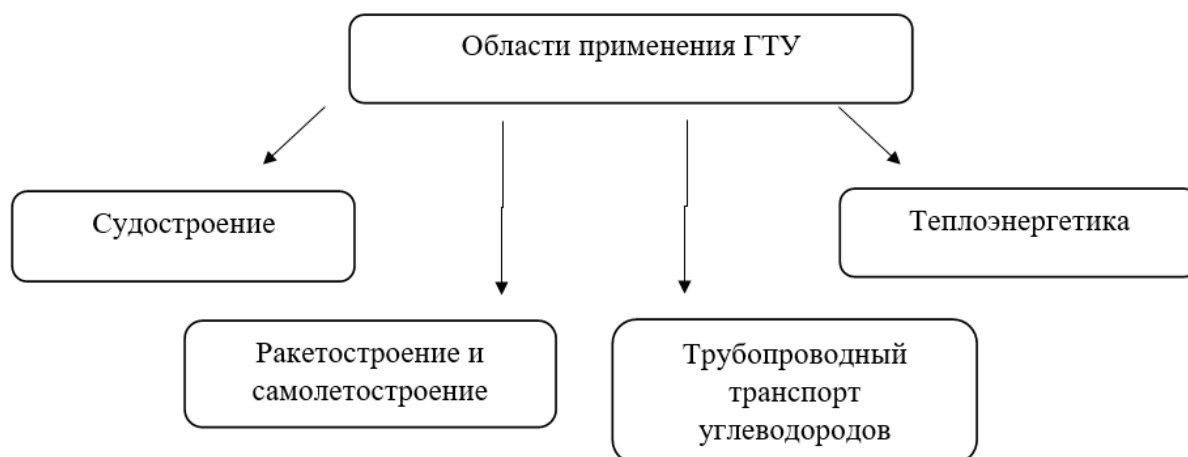 Области применения ГТУ
Судостроение
Теплоэнергетика
Ракетостроение и
самолетостроение
Трубопроводный
транспорт
углеводородов